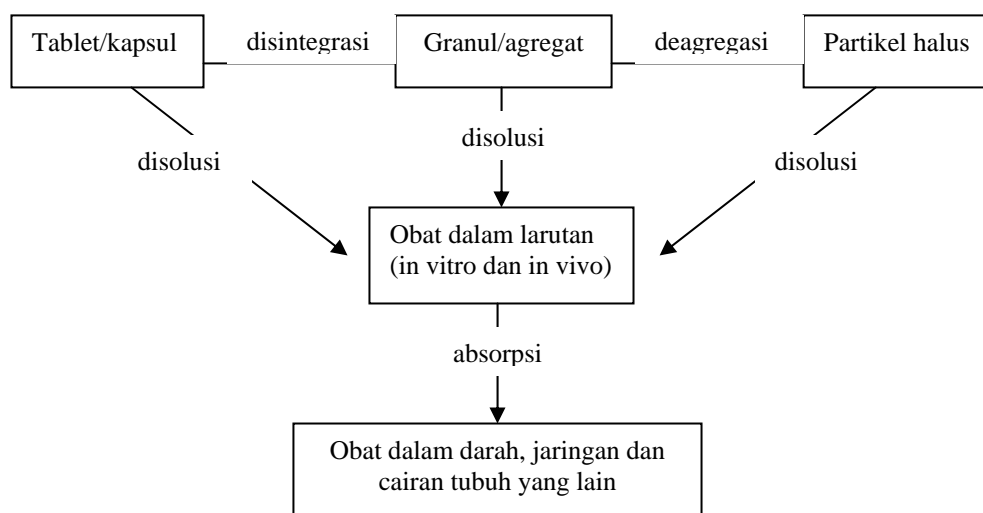 Tablet/kapsul
disintegrasi
Granul/agregat
deagregasi
Partikel halus
disolusi
disolusi
disolusi
Obat dalam larutan
(in vitro dan in vivo)
absorpsi
Obat dalam darah, jaringan dan
cairan tubuh yang lain